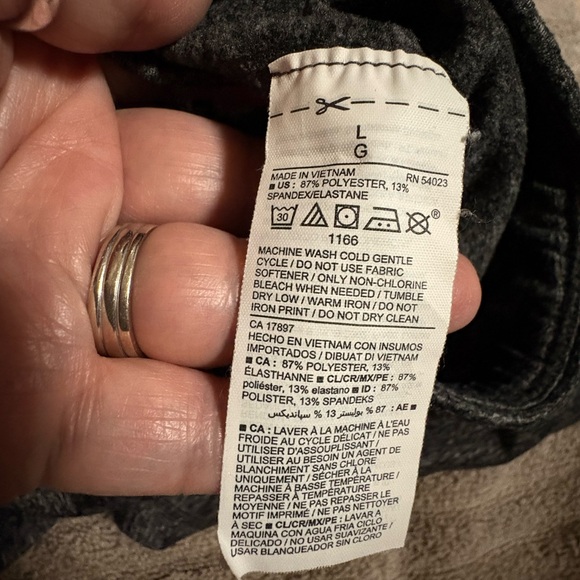 L
G
MADE IN VIETNAM RN 54023
■ US : 87% POLYESTER, 13%
SPANDEX/ELASTANE
30 ®
1166
MACHINE WASH COLD GENTLE
CYCLE / DO NOT USE FABRIC
SOFTENER / ONLY NON-CHLORINE
BLEACH WHEN NEEDED / TUMBLE
DRY LOW / WARM IRON / DO NOT
IRON PRINT / DO NOT DRY CLEAN
CA 17897
HECHO EN VIETNAM CON INSUMOS
IMPORTADOS / DIBUAT DI VIETNAM
■ CA : 87% POLYESTER, 13%
ÉLASTHANNE ■ CL/CR/MX/PE : 87%
poliéster, 13% elastano ■ ID : 87%
POLISTER, 13% SPANDEKS
■ AE : 87 % بوليستر 13 % سپاندیکس
■ CA : LAVER À LA MACHINE À L'EAU
FROIDE AU CYCLE DÉLICAT / NE PAS
UTILISER D'ASSOUPLISSANT /
UTILISER AU BESOIN UN AGENT DE
BLANCHIMENT SANS CHLORE
UNIQUEMENT / SÉCHER À LA
MACHINE À BASSE TEMPÉRATURE /
REPASSER À TEMPÉRATURE
MOYENNE / NE PAS REPASSER LE
MOTIF IMPRIMÉ / NE PAS NETTOYER
À SEC ■ CL/CR/MX/PE : LAVAR A
MAQUINA CON AGUA FRIA CICLO
DELICADO / NO USAR SUAVIZANTE /
USAR BLANQUEADOR SIN CLORO